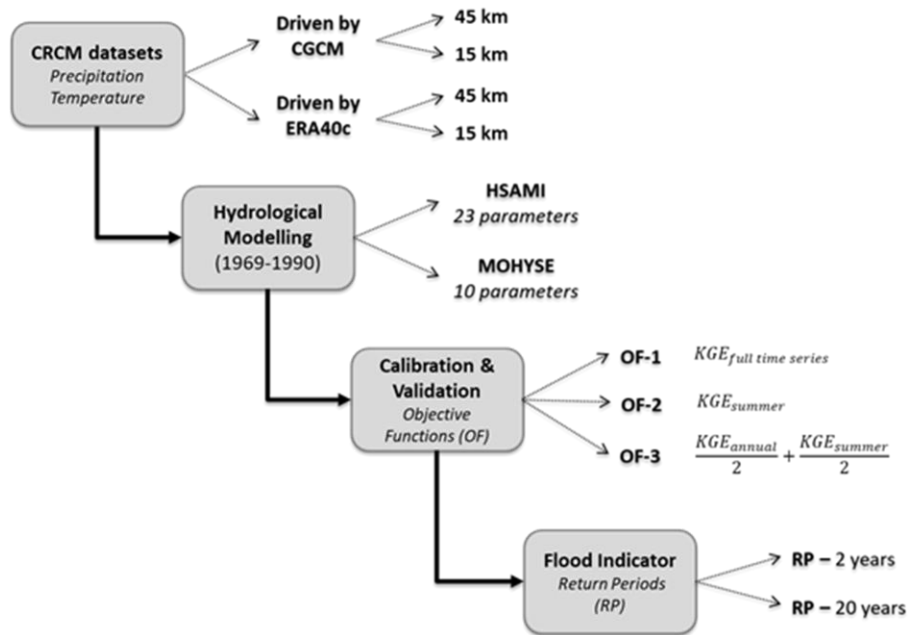 CRCM datasets
Precipitation
Temperature
Driven by
CGCM
45 km
15 km
Driven by
ERA40c
45 km
15 km
Hydrological
Modelling
(1969-1990)
HSAMI
23 parameters
MOHYSE
10 parameters
Calibration &
Validation
Objective
Functions (OF)
OF-1 KGE_full time series
OF-2 KGE_summer
OF-3 KGE_annual/2 + KGE_summer/2
Flood Indicator
Return Periods
(RP)
RP – 2 years
RP – 20 years